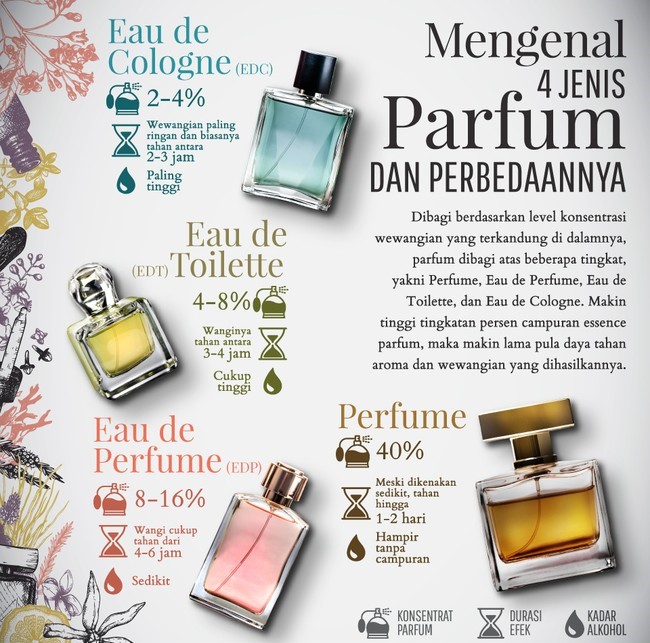 Mengenal
4 JENIS
Parfum
DAN PERBEDAANNYA
Dibagi berdasarkan level konsentrasi
wewangian yang terkandung di dalamnya,
parfum dibagi atas beberapa tingkat,
yakni Perfume, Eau de Perfume, Eau de
Toilette, dan Eau de Cologne. Makin
tinggi tingkatan persen campuran essence
parfum, maka makin lama pula daya tahan
aroma dan wewangian yang dihasilkannya.
Eau de
Cologne (EDC)
2-4%
Wewangian paling
ringan dan biasanya
tahan antara
2-3 jam
Paling
tinggi
Eau de
(EDT) Toilette
4-8%
Wanginya
tahan antara
3-4 jam
Cukup
tinggi
Eau de
Perfume (EDP)
8-16%
Wangi cukup
tahan dari
4-6 jam
Sedikit
Perfume
40%
Meski dikenakan
sedikit, tahan
hingga
1-2 hari
Hampir
tanpa
campuran
KONSENTRAT
PARFUM
DURASI
EFEK
KADAR
ALKOHOL